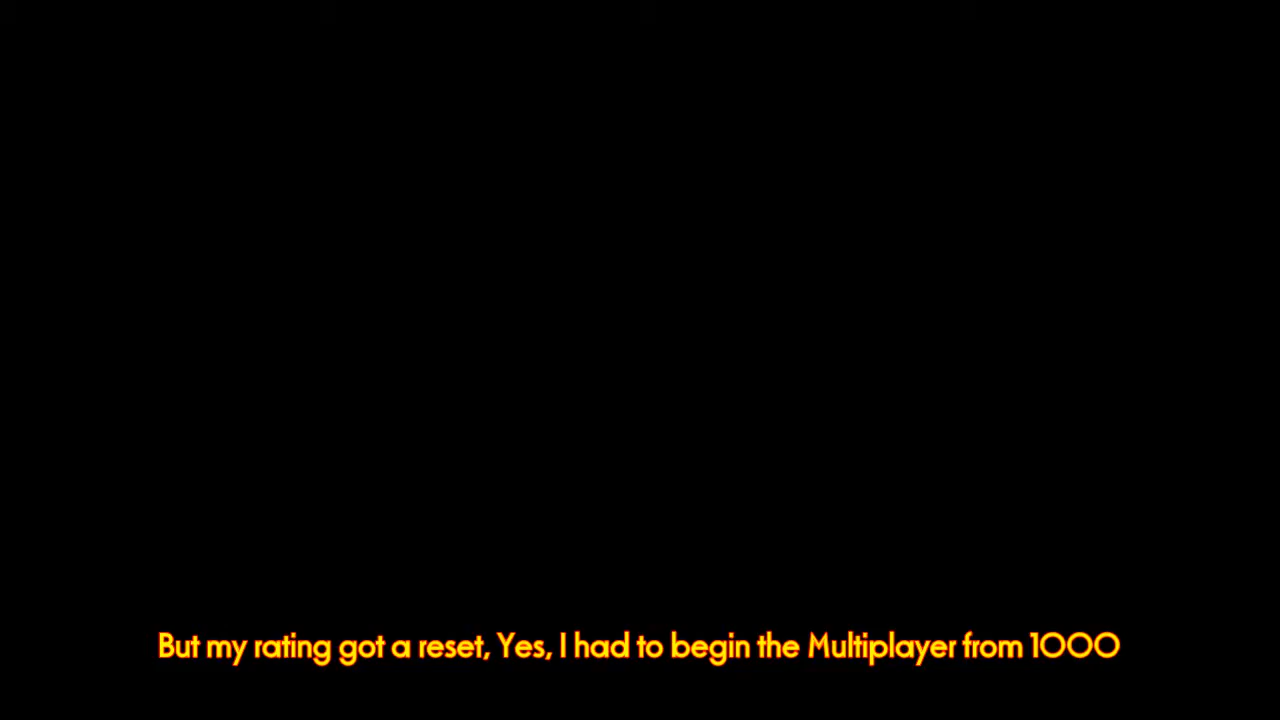 But my rating got a reset, Yes, I had to begin the Multiplayer from 1000